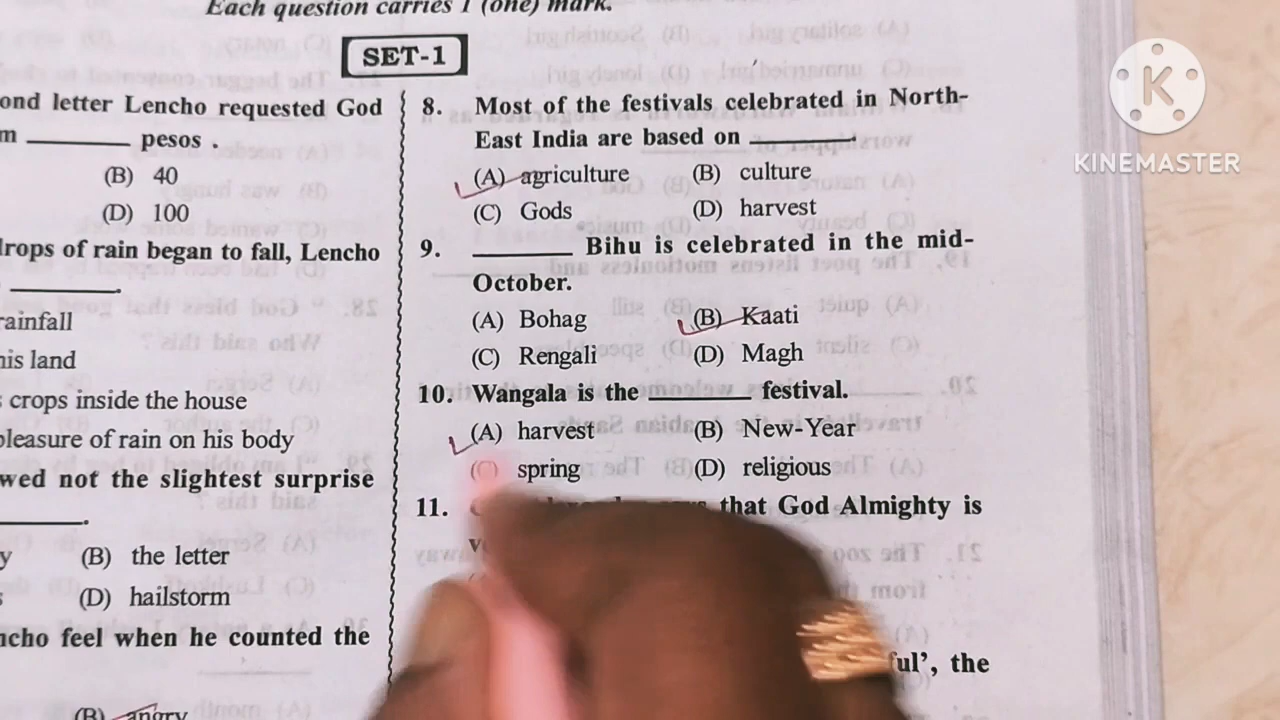 Each question carries 1 (one) mark.
SET-1
ond letter Lencho requested God
m ________ pesos .
(B) 40
(D) 100
drops of rain began to fall, Lencho
________.
rainfall
his land
crops inside the house
pleasure of rain on his body
wed not the slightest surprise
________.
y (B) the letter
s (D) hailstorm
ncho feel when he counted the
(B) angry
8. Most of the festivals celebrated in North-
East India are based on ________.
(A) agriculture (B) culture
(C) Gods (D) harvest
9. ________ Bihu is celebrated in the mid-
October.
(A) Bohag (B) Kaati
(C) Rengali (D) Magh
10. Wangala is the ________ festival.
(A) harvest (B) New-Year
(C) spring (D) religious
11. that God Almighty is
ful’, the
K
KINEMASTER